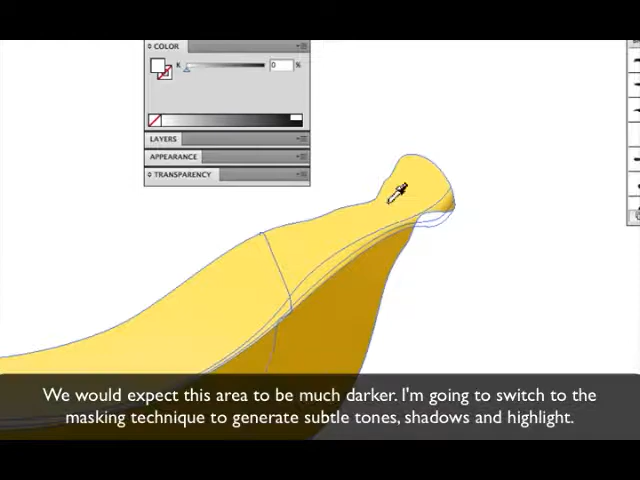 COLOR
K 0 %
LAYERS
APPEARANCE
TRANSPARENCY
We would expect this area to be much darker. I'm going to switch to the
masking technique to generate subtle tones, shadows and highlight.